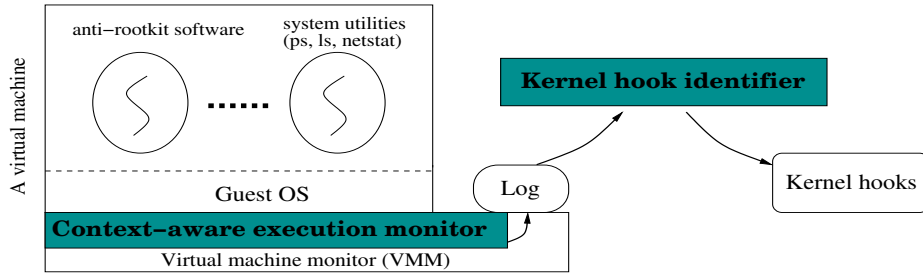 anti-rootkit software
system utilities
(ps, ls, netstat)
A virtual machine
Guest OS
Context-aware execution monitor
Virtual machine monitor (VMM)
Log
Kernel hook identifier
Kernel hooks